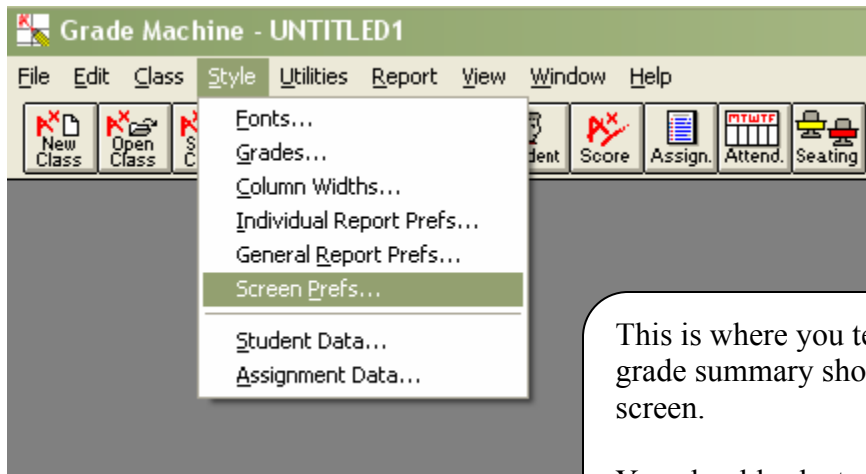 Grade Machine - UNTITLED1
File Edit Class Style Utilities Report View Window Help
New Class Open Class Score Assign. MTWTF Attend. Seating
Fonts...
Grades...
Column Widths...
Individual Report Prefs...
General Report Prefs...
Screen Prefs...
Student Data...
Assignment Data...
This is where you
grade summary
screen.